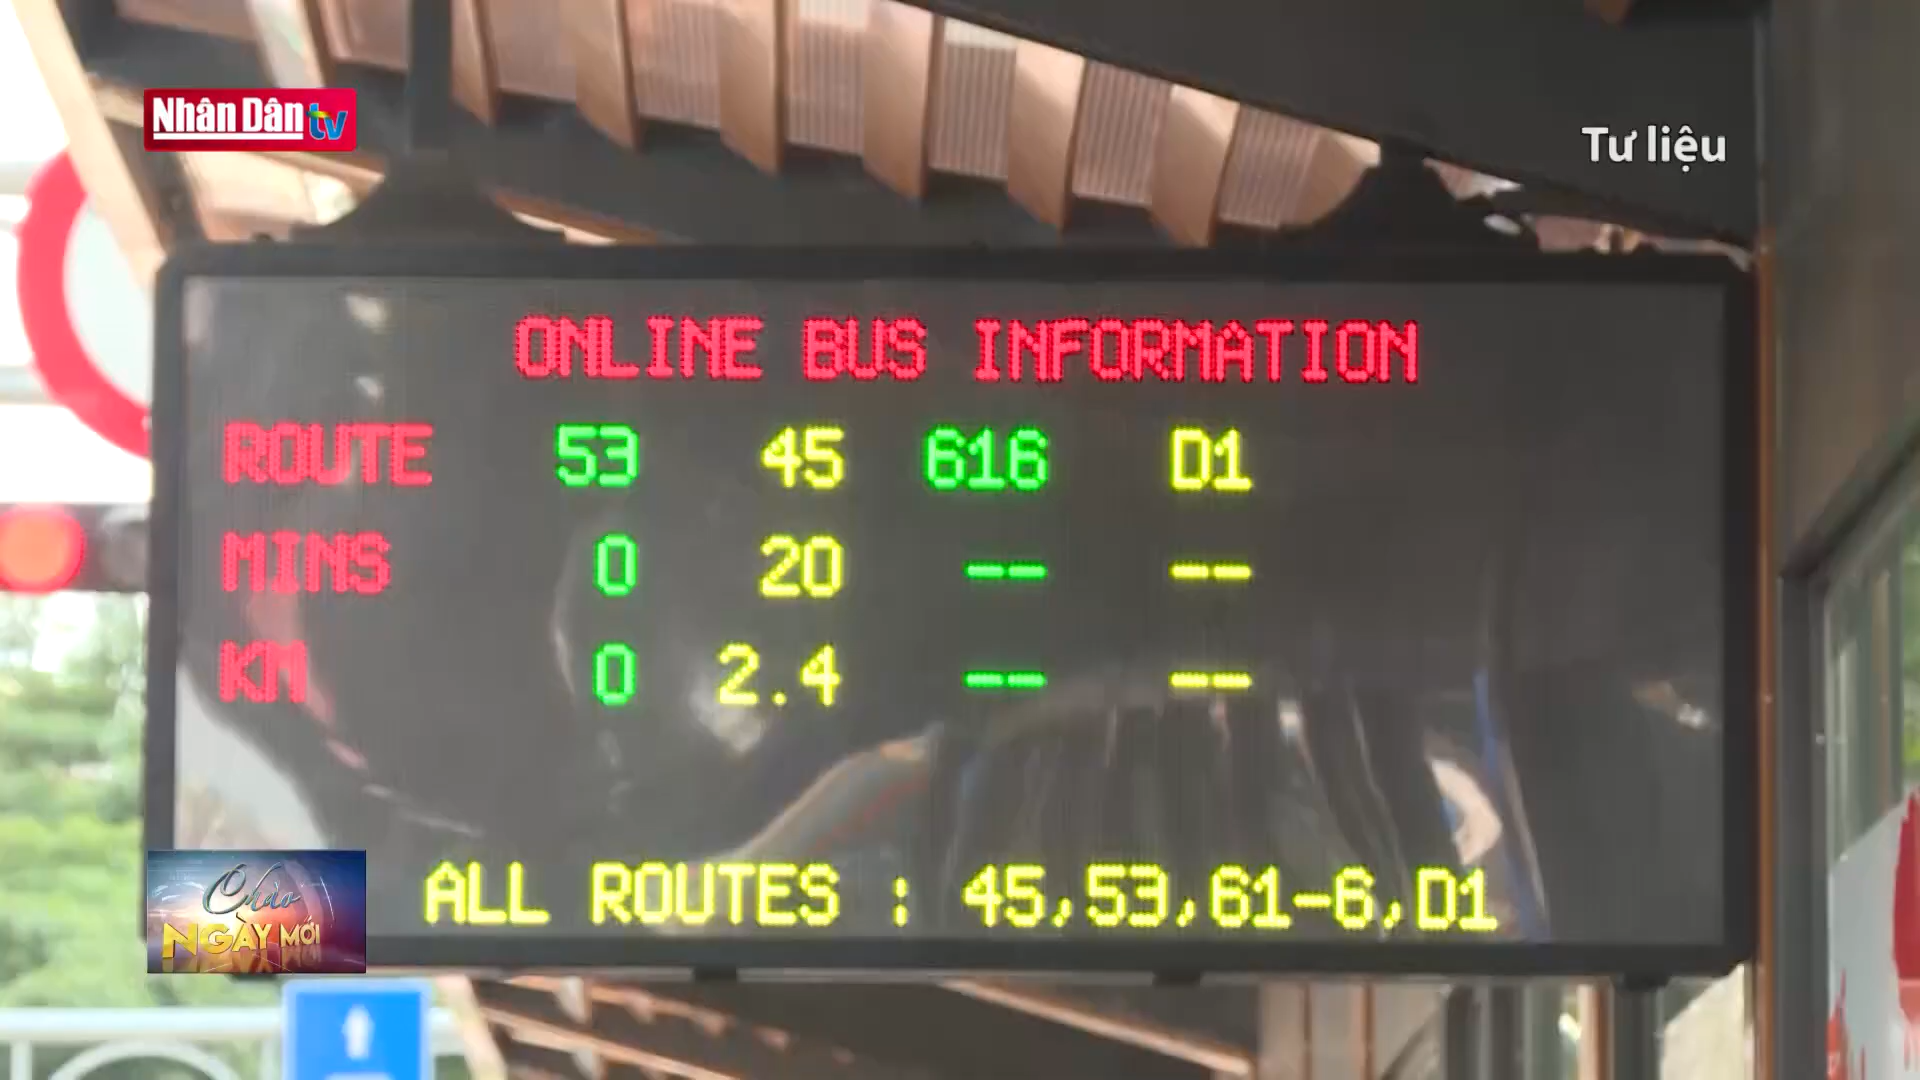 Nhân Dân tv
Tư liệu
ONLINE BUS INFORMATION
ROUTE 53 45 616 D1
MINS 0 20 -- --
KM 0 2.4 -- --
ALL ROUTES : 45,53,61-6,D1
Chào
NGÀY MỚI